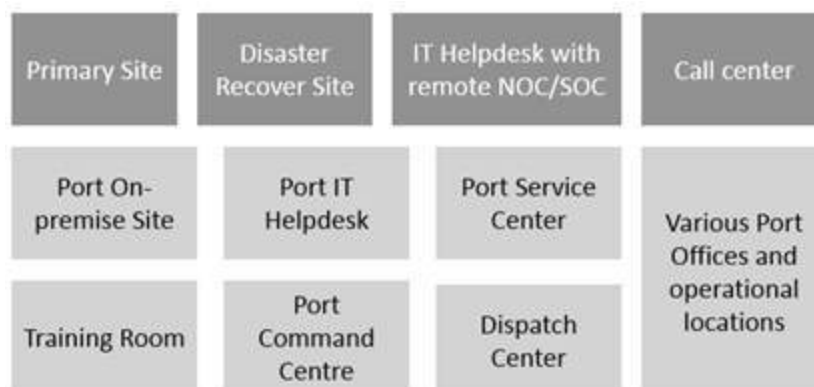 Primary Site
Disaster
Recover Site
IT Helpdesk with
remote NOC/SOC
Call center
Port On-
premise Site
Port IT
Helpdesk
Port Service
Center
Various Port
Offices and
operational
locations
Training Room
Port
Command
Centre
Dispatch
Center